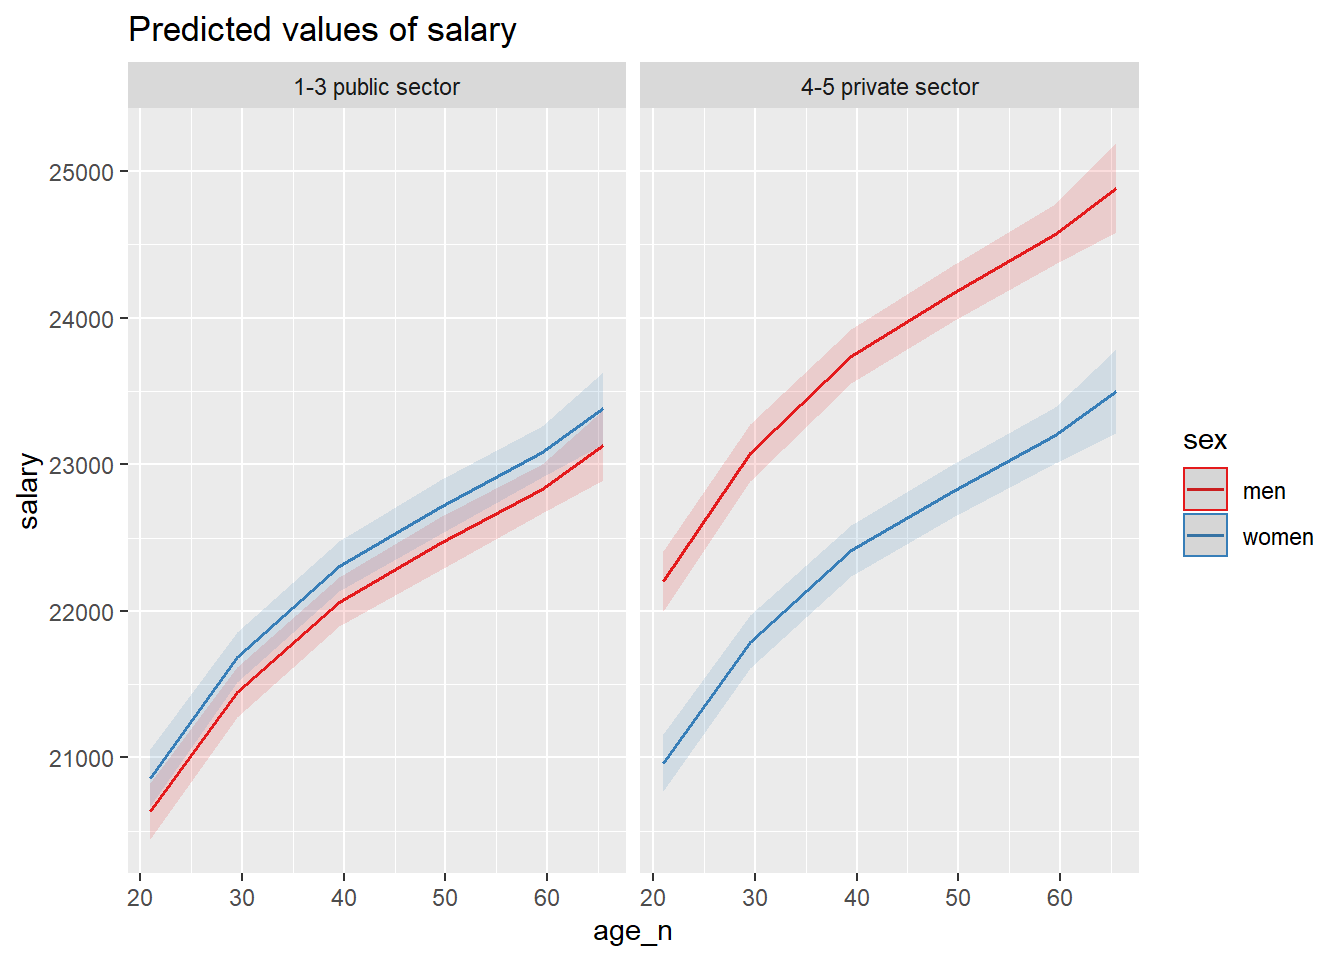 Predicted values of salary
1-3 public sector
4-5 private sector
salary
25000
24000
23000
22000
21000
20 30 40 50 60
20 30 40 50 60
age_n
sex
men
women